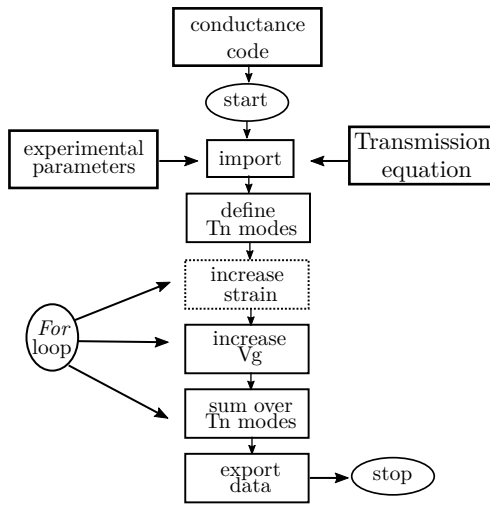 conductance
code
start
experimental
parameters
import
Transmission
equation
define
Tn modes
increase
strain
For
loop
increase
Vg
sum over
Tn modes
export
data
stop